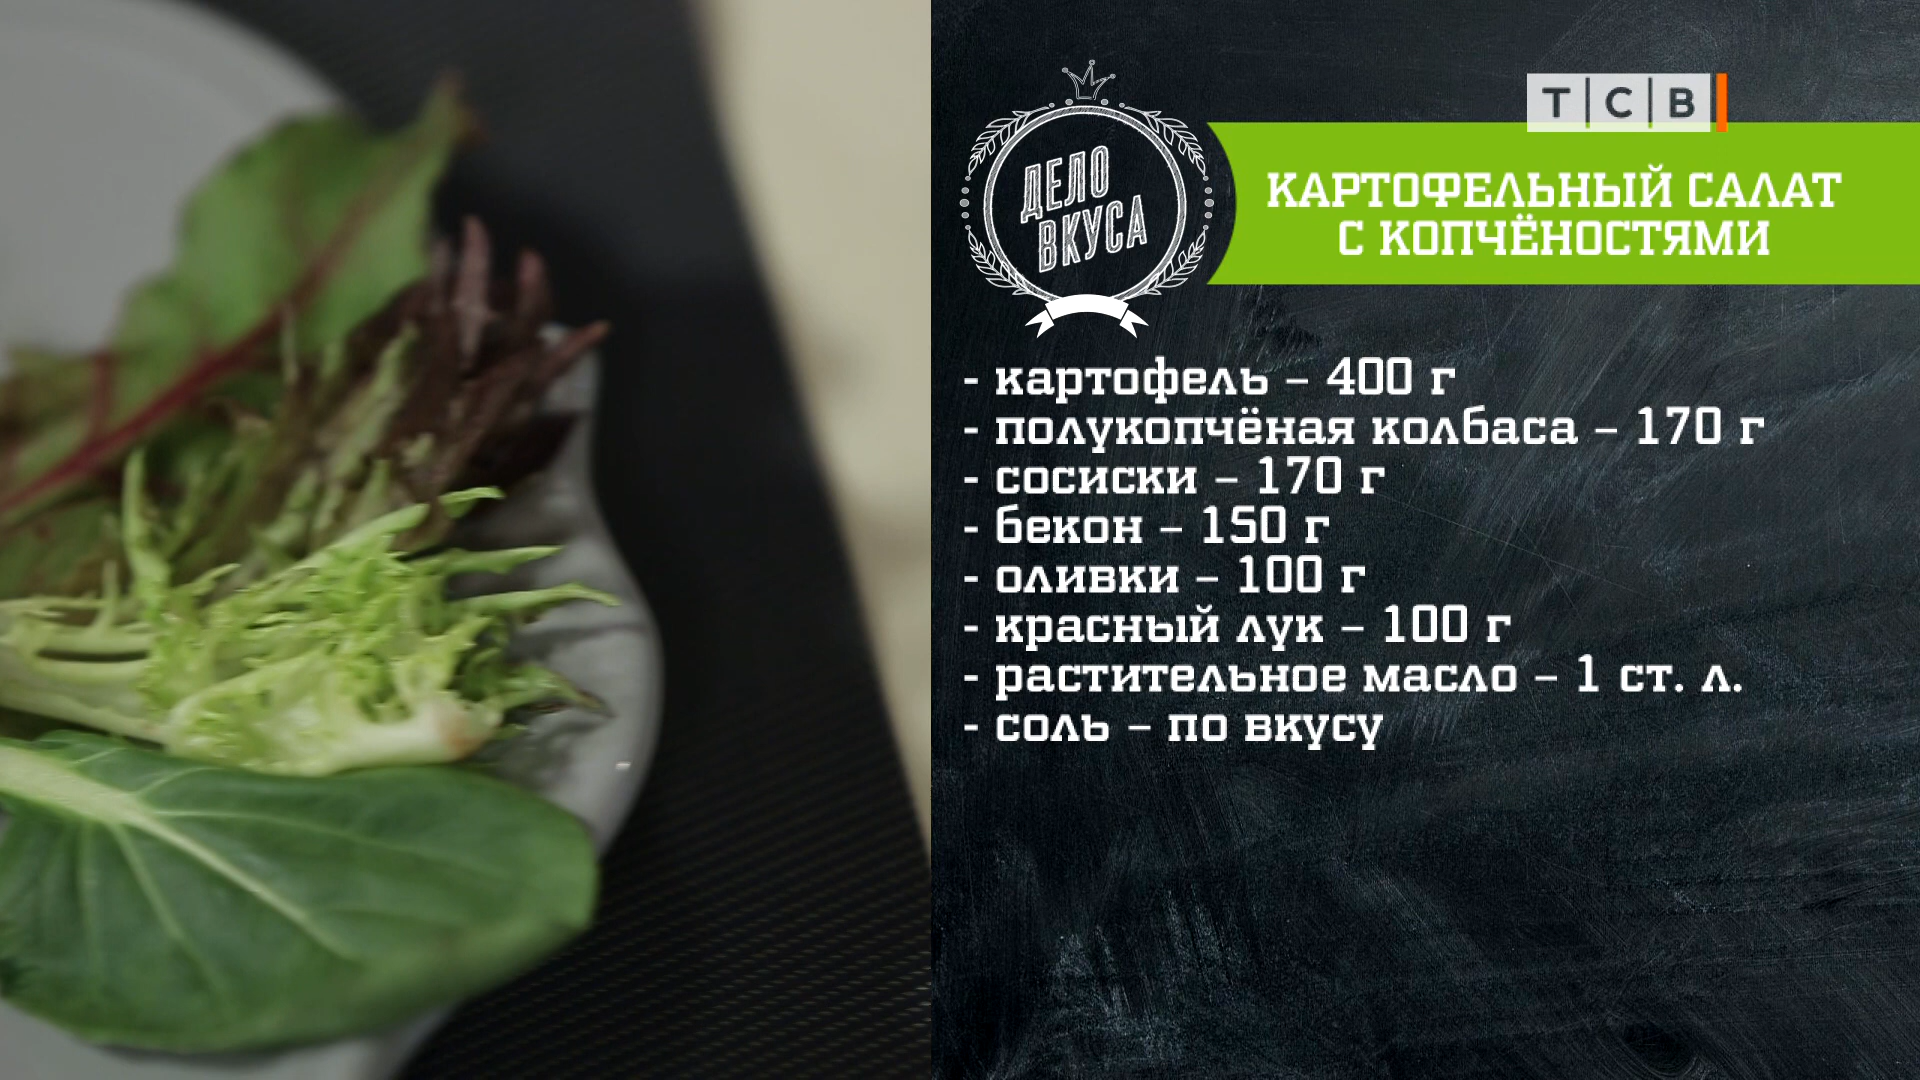 ДЕЛО
ВКУСА
ТСВ
КАРТОФЕЛЬНЫЙ САЛАТ
С КОПЧЁНОСТЯМИ
- картофель – 400 г
- полукопчёная колбаса – 170 г
- сосиски – 170 г
- бекон – 150 г
- оливки – 100 г
- красный лук – 100 г
- растительное масло – 1 ст. л.
- соль – по вкусу